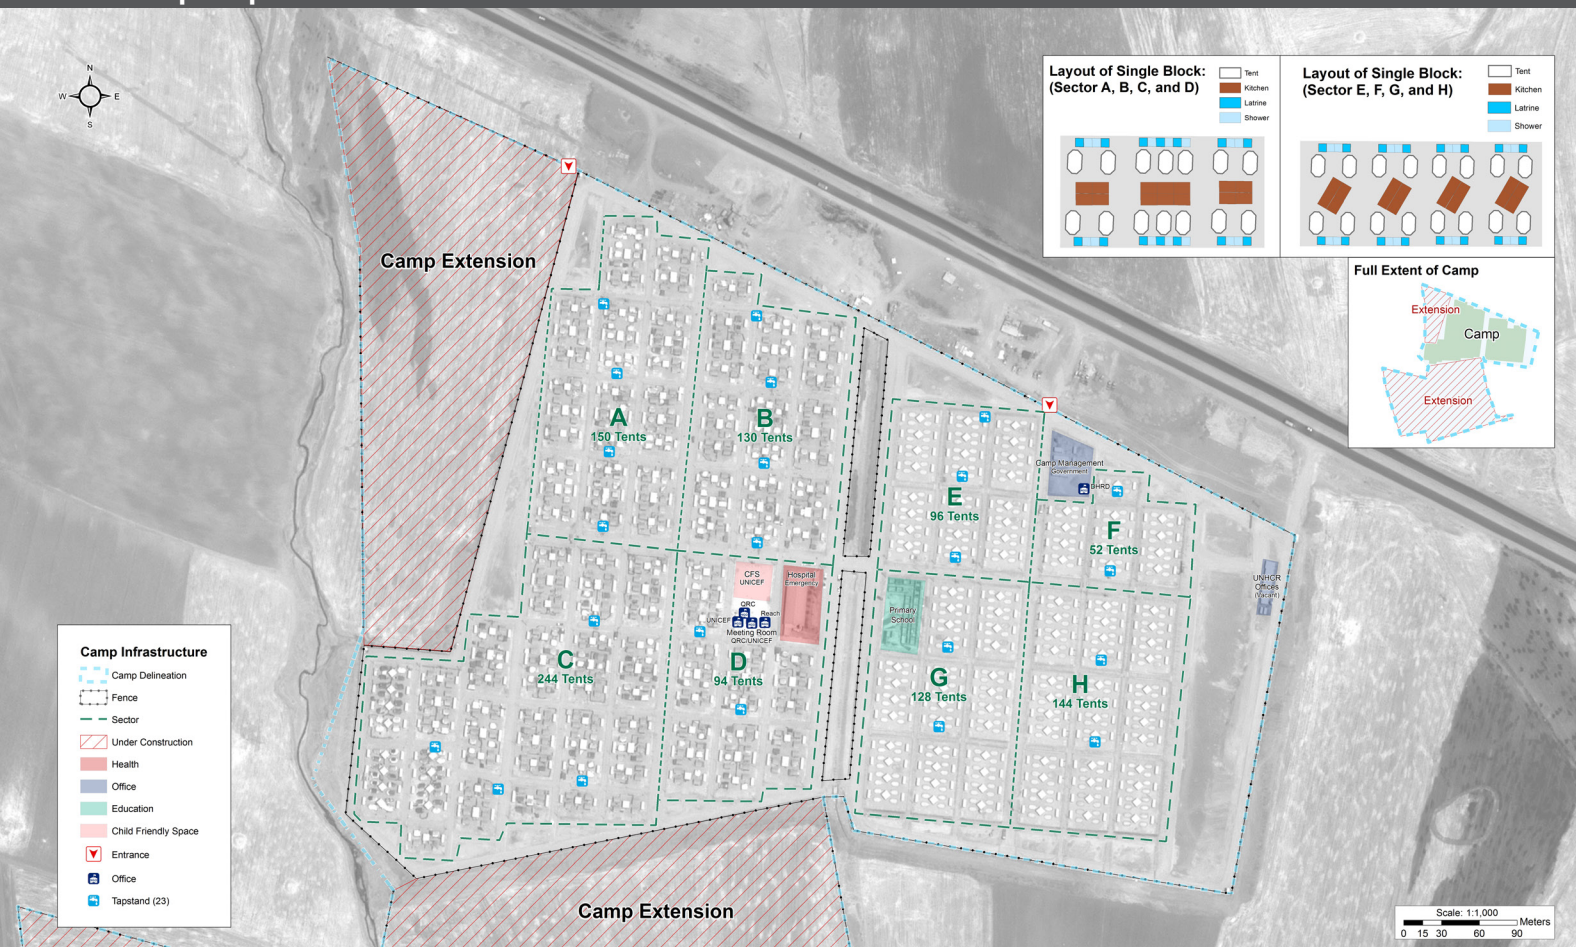 N
W
E
S
Layout of Single Block:
(Sector A, B, C, and D)
Tent
Kitchen
Latrine
Shower
Layout of Single Block:
(Sector E, F, G, and H)
Tent
Kitchen
Latrine
Shower
Full Extent of Camp
Extension
Camp
Extension
Camp Extension
A
150 Tents
B
130 Tents
E
96 Tents
Camp Management
Government
DHRD
F
52 Tents
CFS
UNICEF
Hospital
Emergency
QRC
UNICEF
Reach
Meeting Room
QRC/UNICEF
Primary
School
UNHCR
Offices
(Vacant)
C
244 Tents
D
94 Tents
G
128 Tents
H
144 Tents
Camp Extension
Camp Infrastructure
Camp Delineation
Fence
Sector
Under Construction
Health
Office
Education
Child Friendly Space
Entrance
Office
Tapstand (23)
Scale: 1:1,000
Meters
0 15 30 60 90